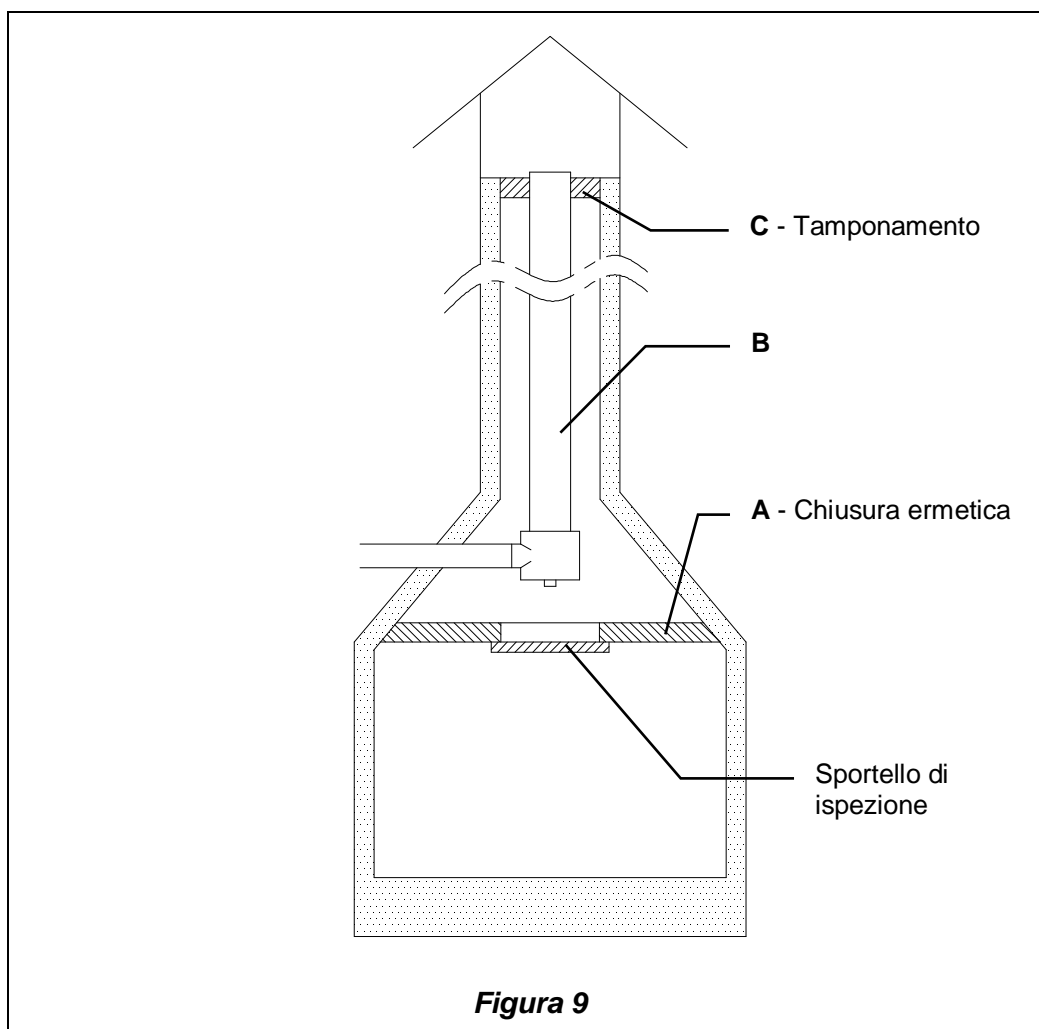 C - Tamponamento
B
A - Chiusura ermetica
Sportello di
ispezione
Figura 9